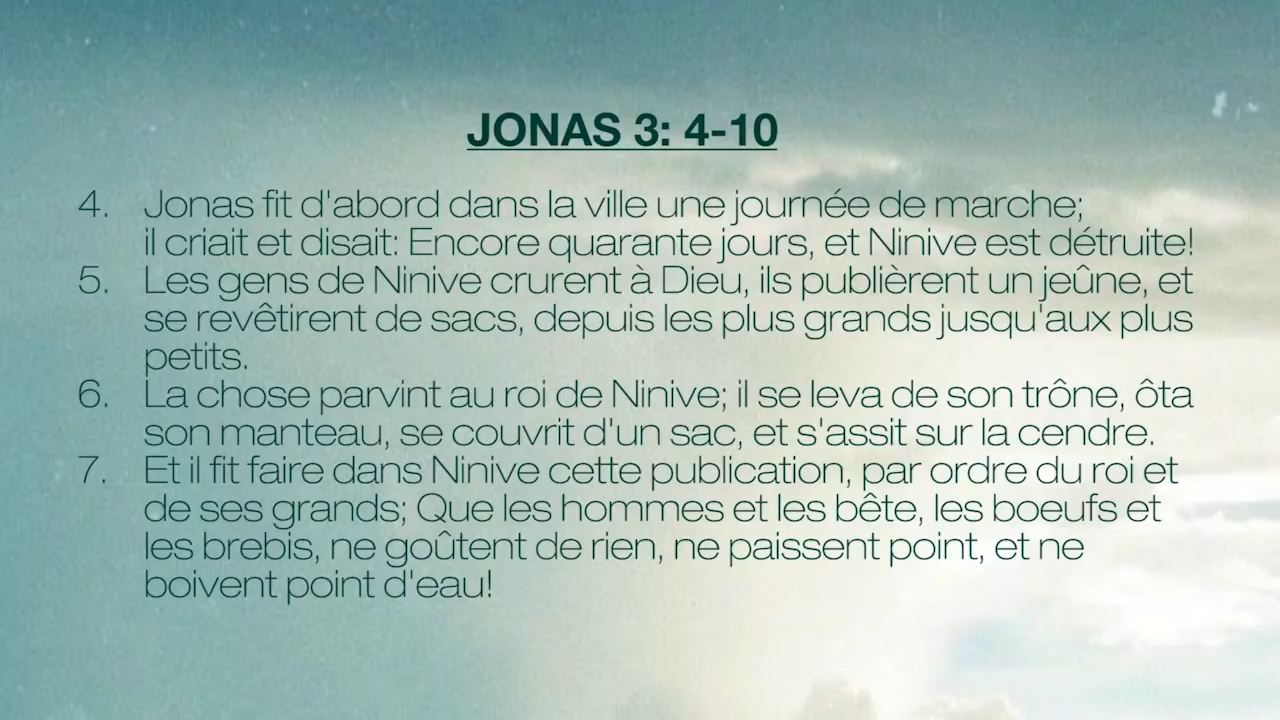 JONAS 3: 4-10
4. Jonas fit d'abord dans la ville une journée de marche;
il criait et disait: Encore quarante jours, et Ninive est détruite!
5. Les gens de Ninive crurent à Dieu, ils publièrent un jeûne, et
se revêtirent de sacs, depuis les plus grands jusqu'aux plus
petits.
6. La chose parvint au roi de Ninive; il se leva de son trône, ôta
son manteau, se couvrit d'un sac, et s'assit sur la cendre.
7. Et il fit faire dans Ninive cette publication, par ordre du roi et
de ses grands; Que les hommes et les bête, les boeufs et
les brebis, ne goûtent de rien, ne paissent point, et ne
boivent point d'eau!